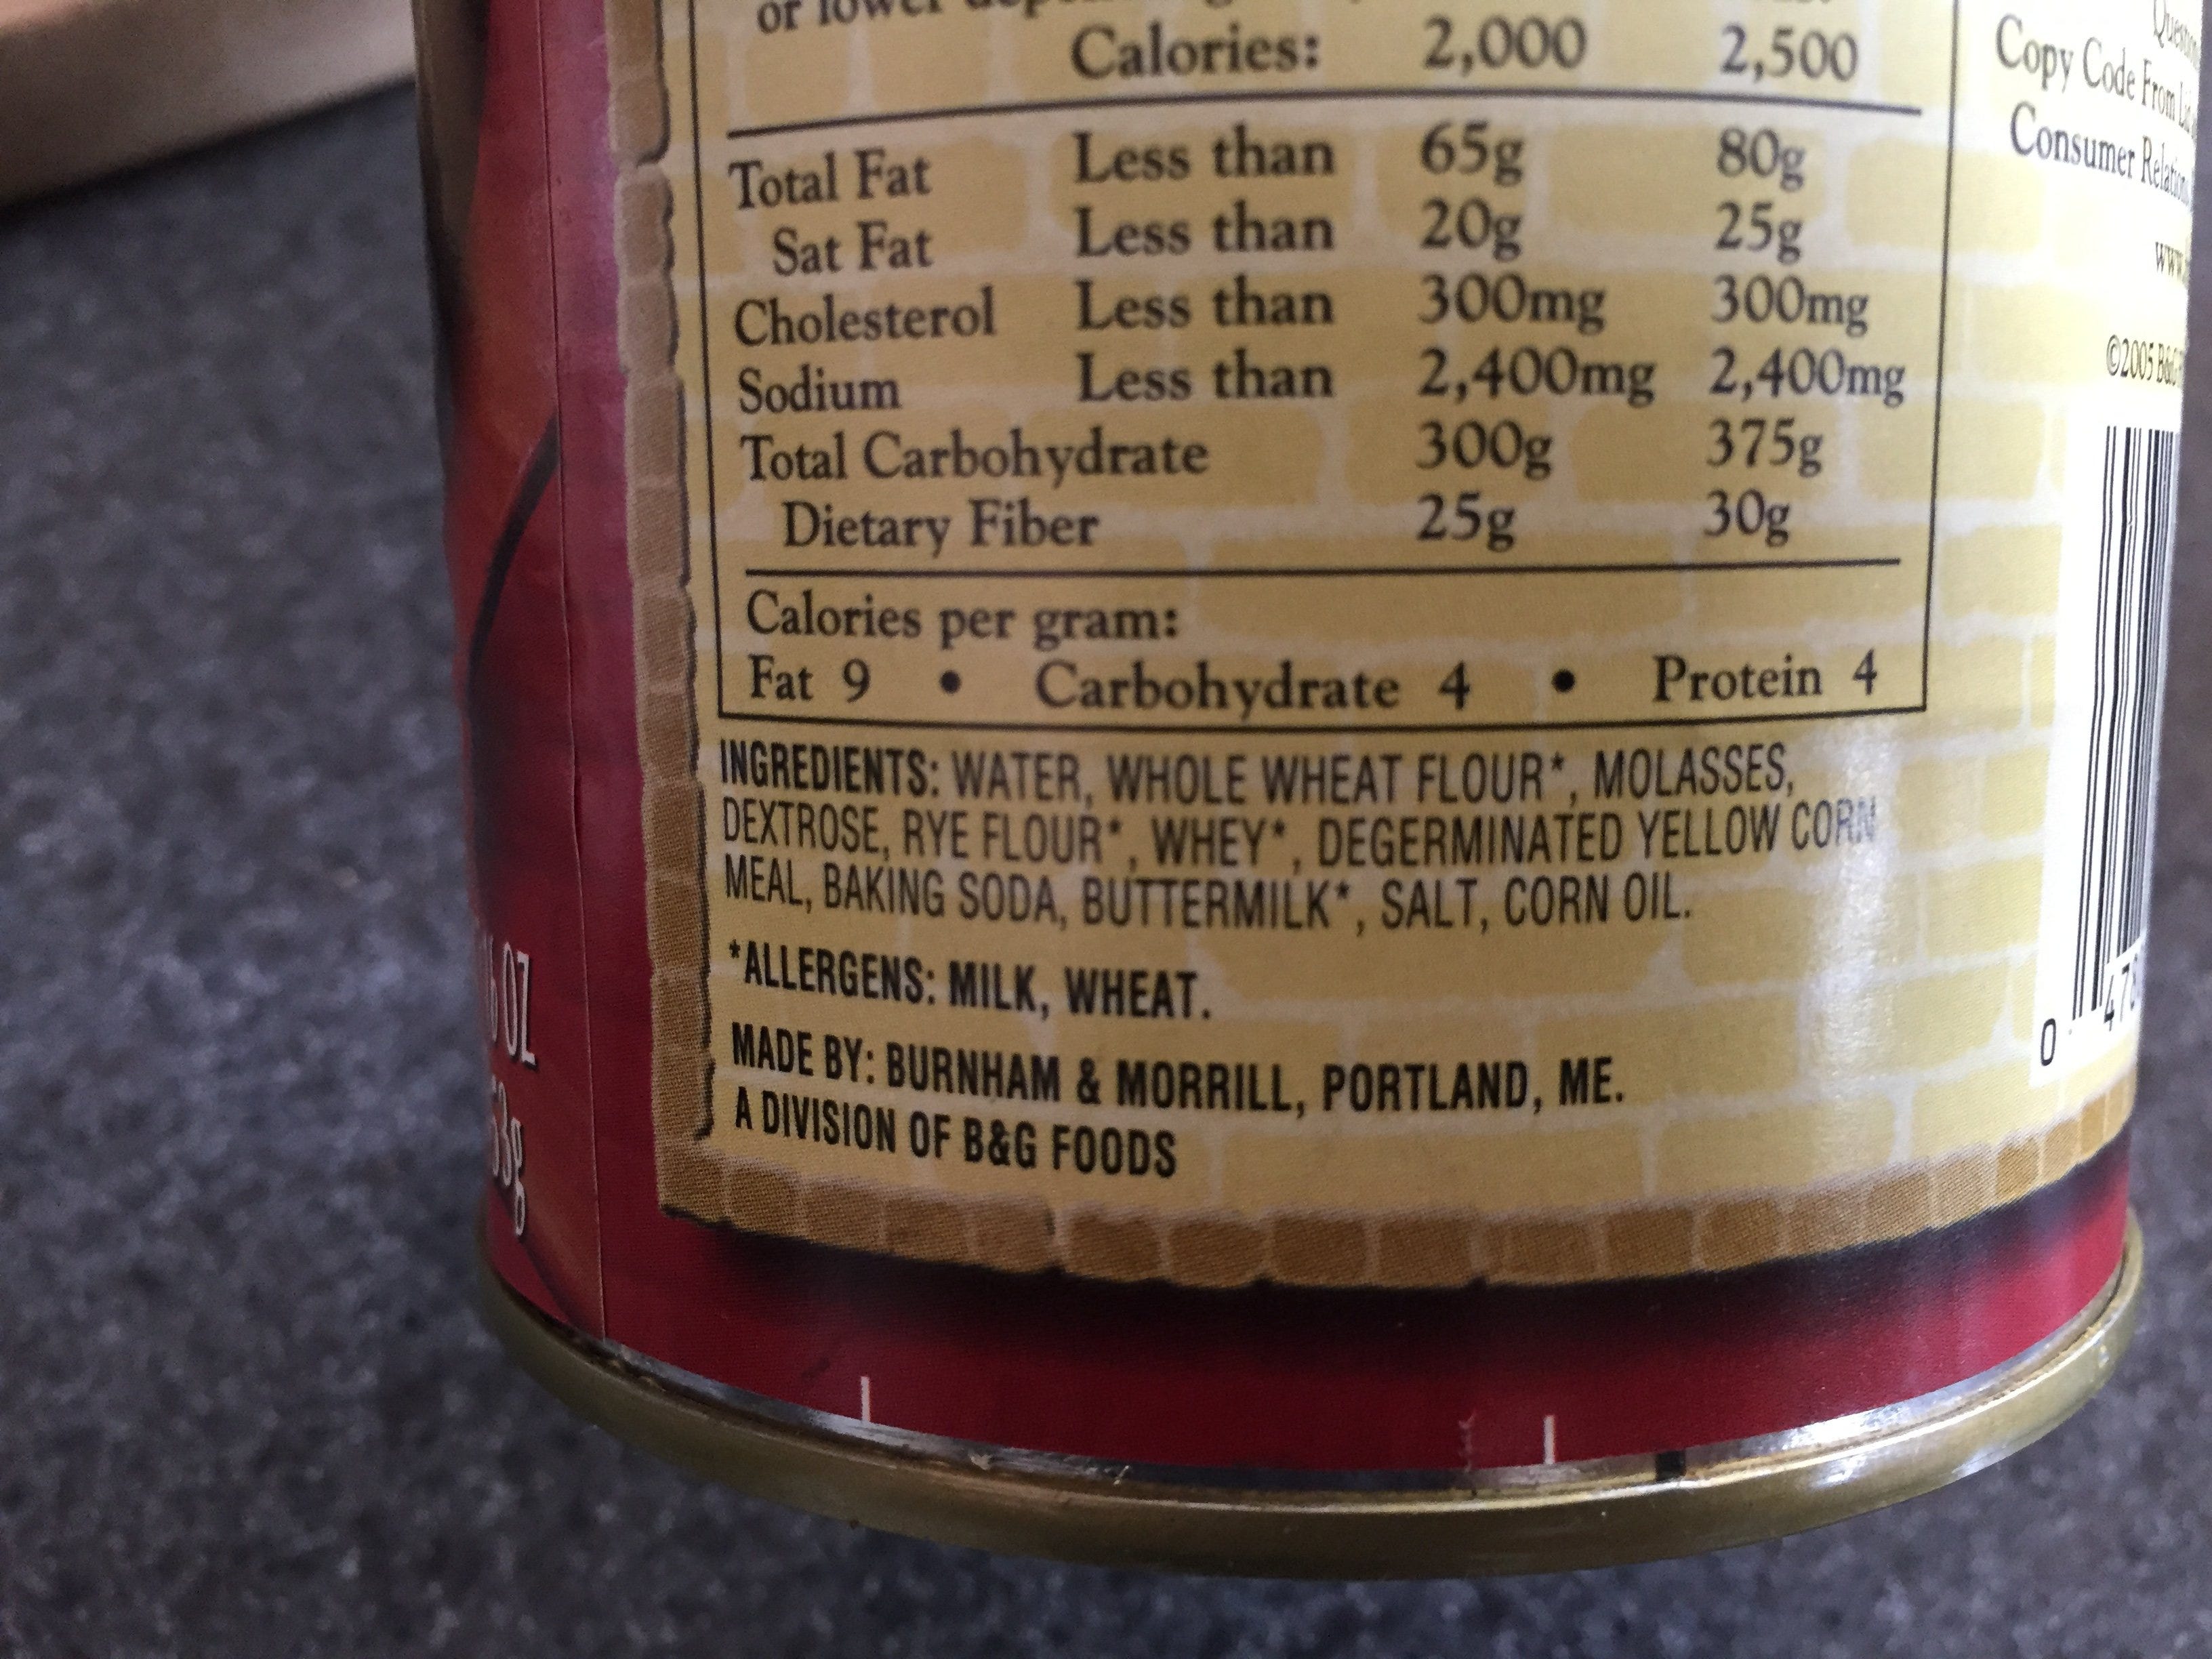 or lower
Calories: 2,000 2,500
Total Fat Less than 65g 80g
Sat Fat Less than 20g 25g
Cholesterol Less than 300mg 300mg
Sodium Less than 2,400mg 2,400mg
Total Carbohydrate 300g 375g
Dietary Fiber 25g 30g
Calories per gram:
Fat 9 • Carbohydrate 4 • Protein 4
INGREDIENTS: WATER, WHOLE WHEAT FLOUR*, MOLASSES,
DEXTROSE, RYE FLOUR*, WHEY*, DEGERMINATED YELLOW CORN
MEAL, BAKING SODA, BUTTERMILK*, SALT, CORN OIL.
*ALLERGENS: MILK, WHEAT.
MADE BY: BURNHAM & MORRILL, PORTLAND, ME.
A DIVISION OF B&G FOODS
Copy Code From
Consumer
©2005 B&G
0
OZ